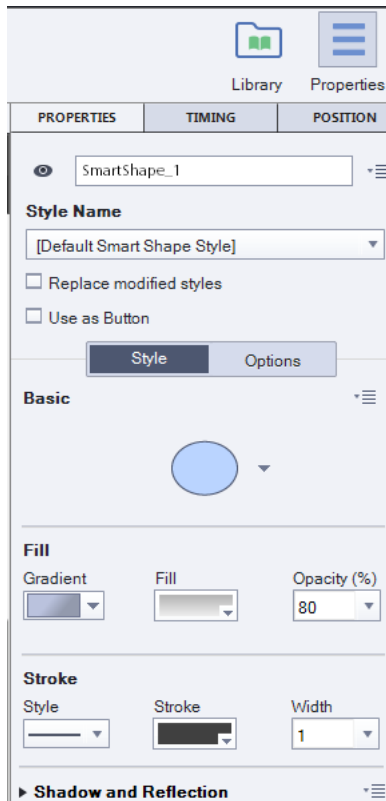 Library Properties
PROPERTIES TIMING POSITION
SmartShape_1
Style Name
[Default Smart Shape Style]
Replace modified styles
Use as Button
Style Options
Basic
Fill
Gradient Fill Opacity (%)
80
Stroke
Style Stroke Width
1
Shadow and Reflection